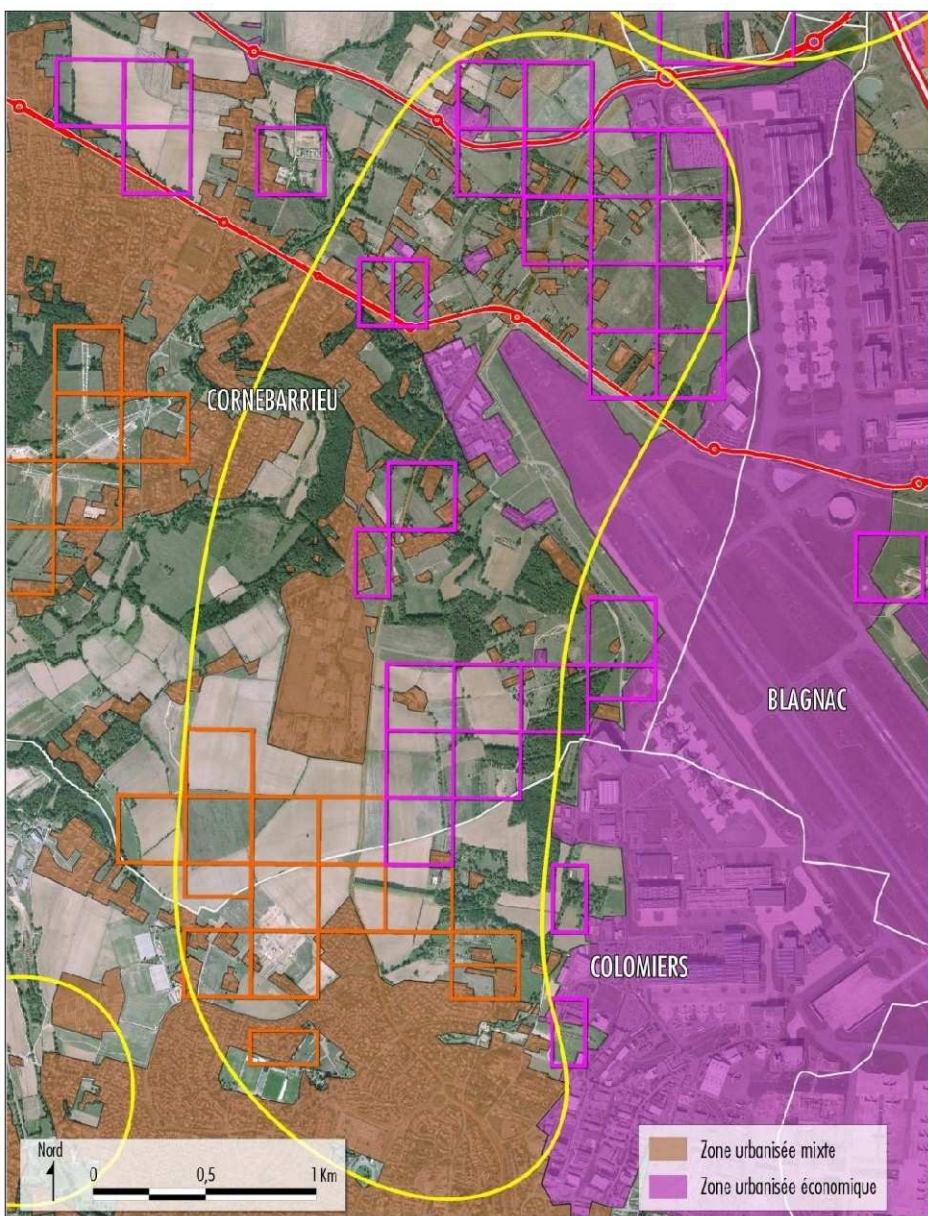 CORNEBARRIEU
BLAGNAC
COLOMIERS
Nord
0 0,5 1 Km
Zone urbanisée mixte
Zone urbanisée économique